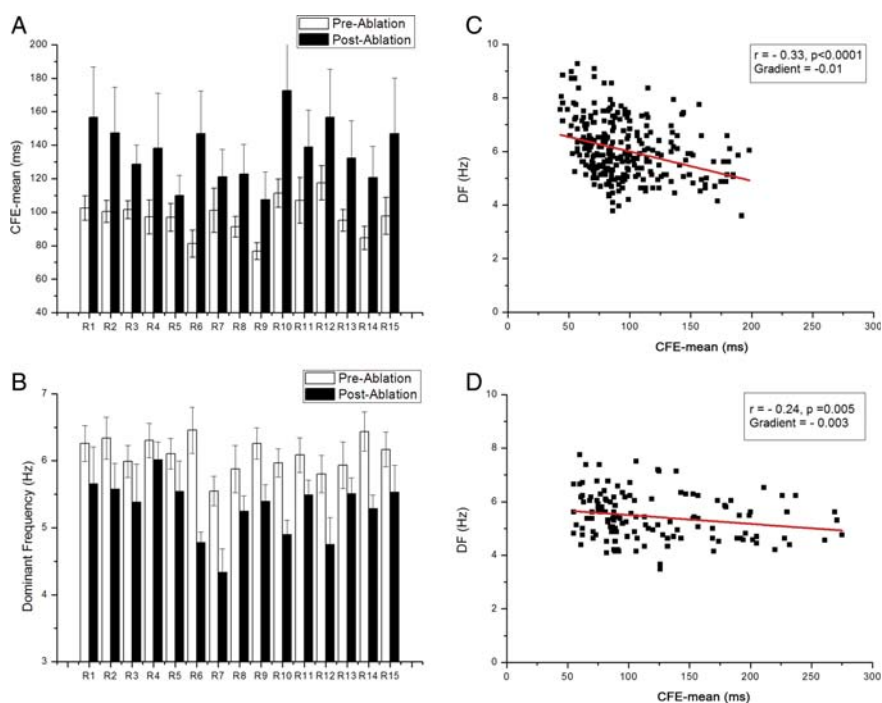 A
Pre-Ablation
Post-Ablation
CFE-mean (ms)
200
180
160
140
120
100
80
60
40
R1 R2 R3 R4 R5 R6 R7 R8 R9 R10 R11 R12 R13 R14 R15
B
Pre-Ablation
Post-Ablation
Dominant Frequency (Hz)
7
6
5
4
3
R1 R2 R3 R4 R5 R6 R7 R8 R9 R10 R11 R12 R13 R14 R15
C
r = - 0.33, p<0.0001
Gradient = -0.01
DF (Hz)
10
8
6
4
2
0
0 50 100 150 200 250 300
CFE-mean (ms)
D
r = - 0.24, p =0.005
Gradient = - 0.003
DF (Hz)
10
8
6
4
2
0
0 50 100 150 200 250 300
CFE-mean (ms)